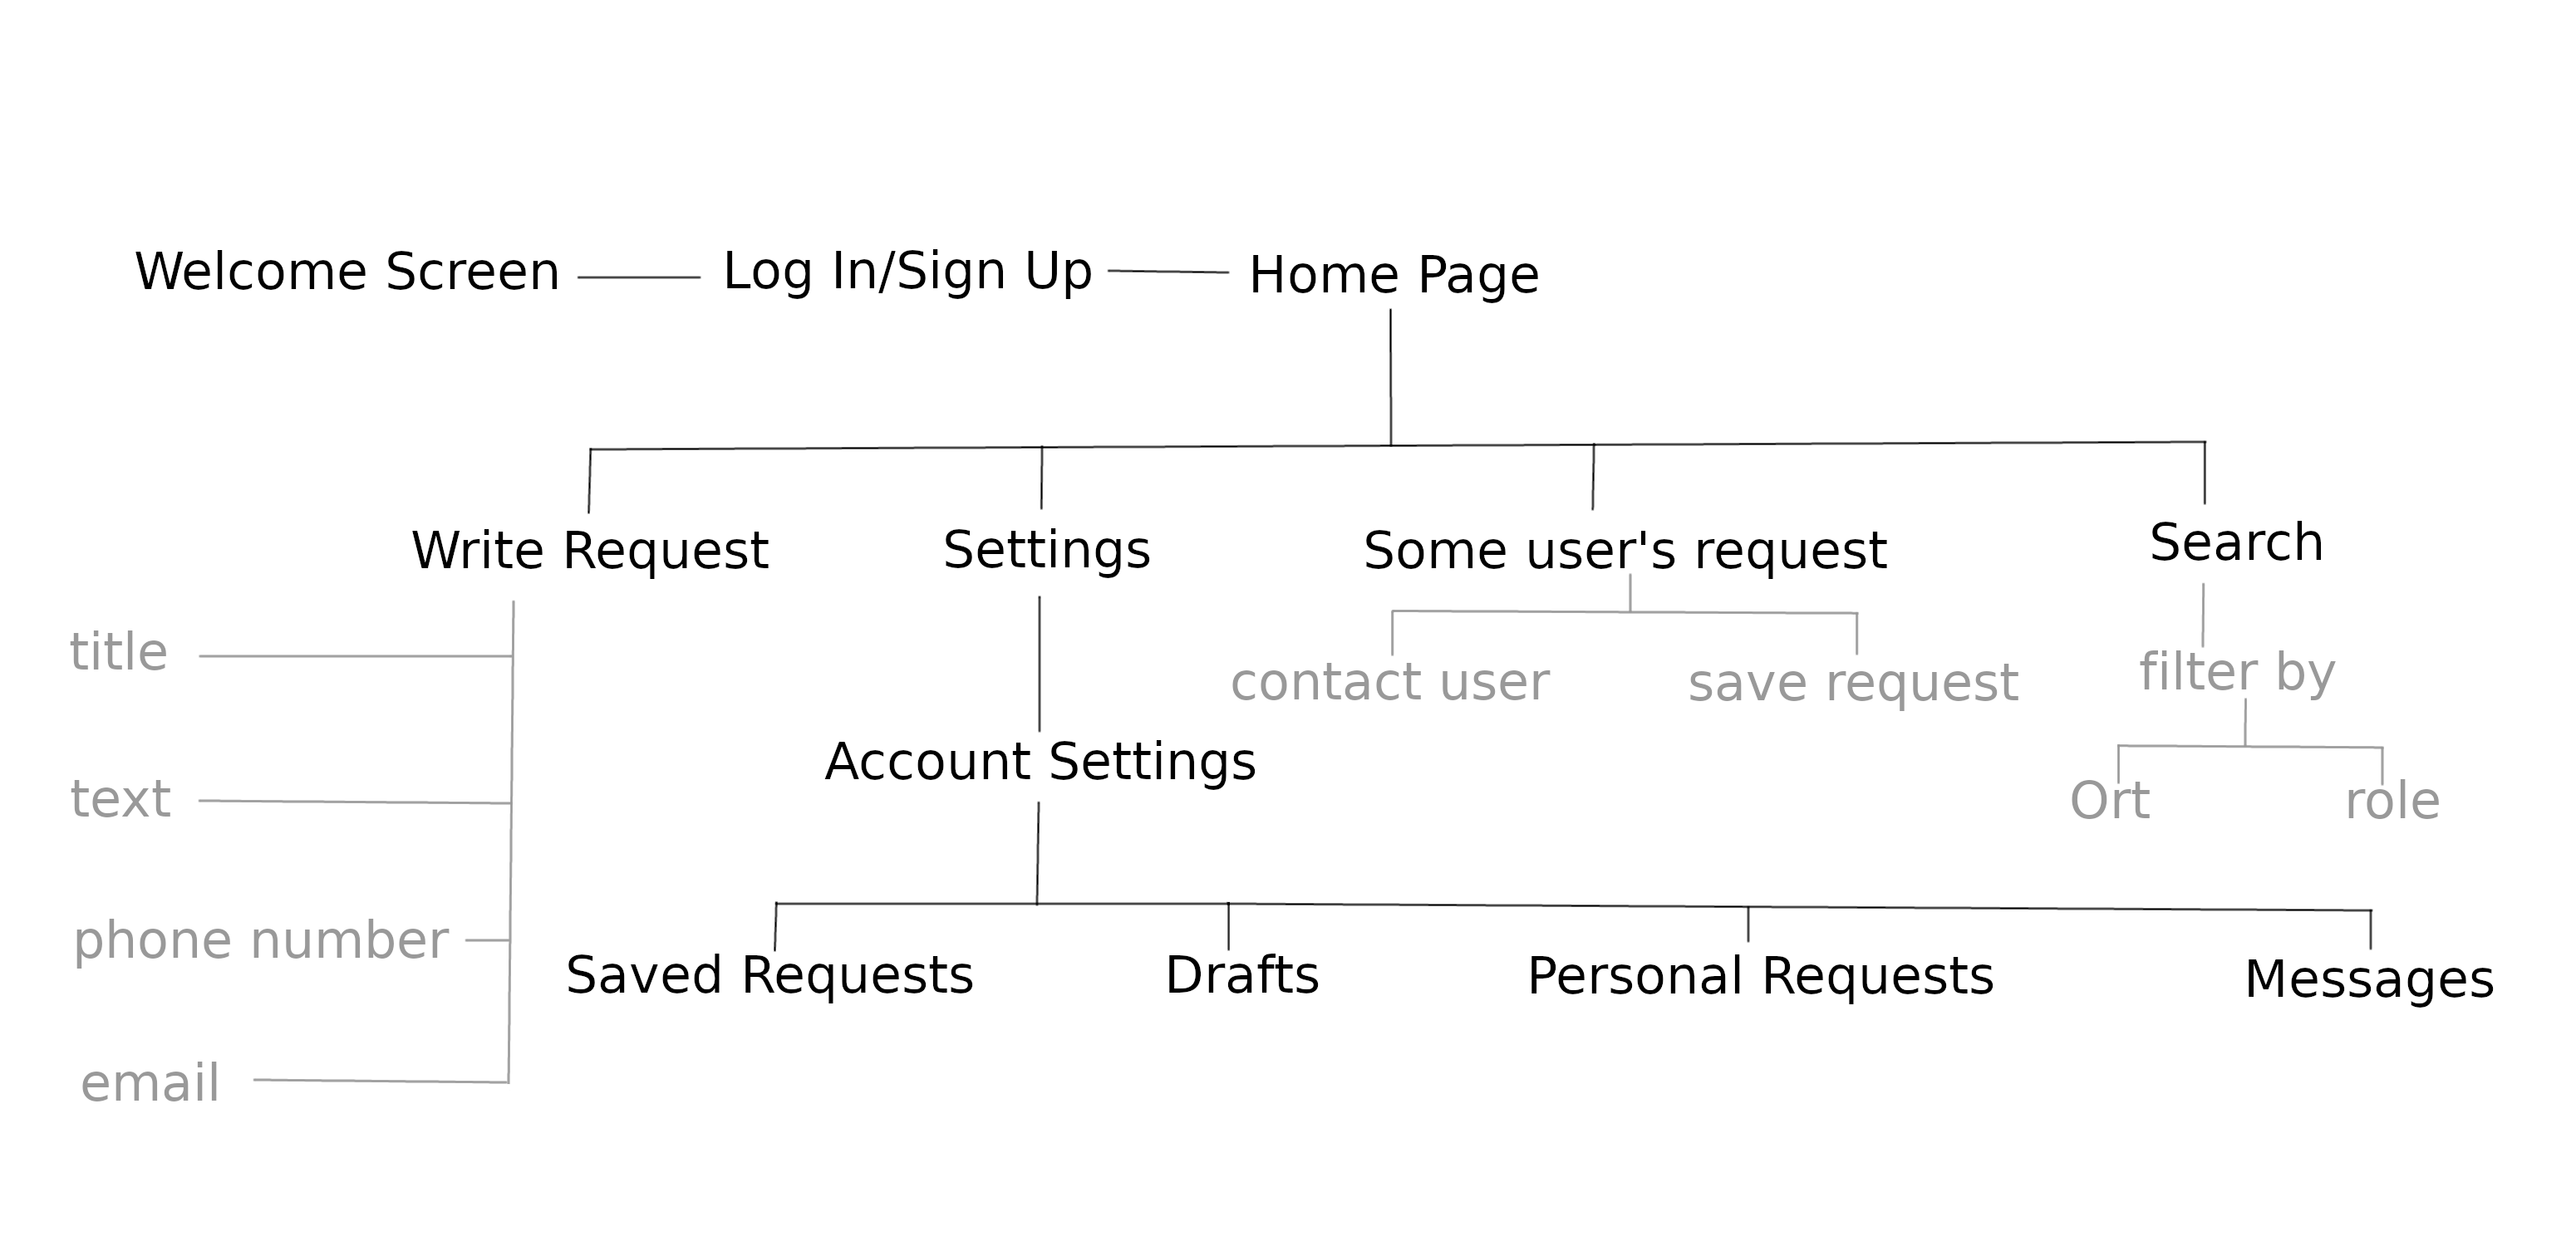 Welcome Screen
Log In/Sign Up
Home Page
Write Request
Settings
Some user's request
Search
title
text
phone number
email
Account Settings
contact user
save request
filter by
Ort
role
Saved Requests
Drafts
Personal Requests
Messages